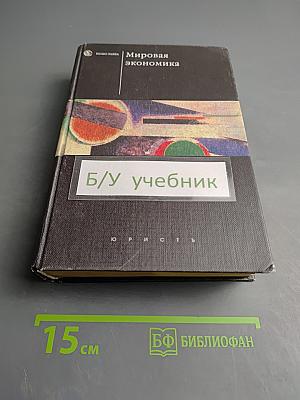 Мировая
экономика
Б/У учебник
ЮРИСТЪ
15 см
БФ БИБЛИОФАН